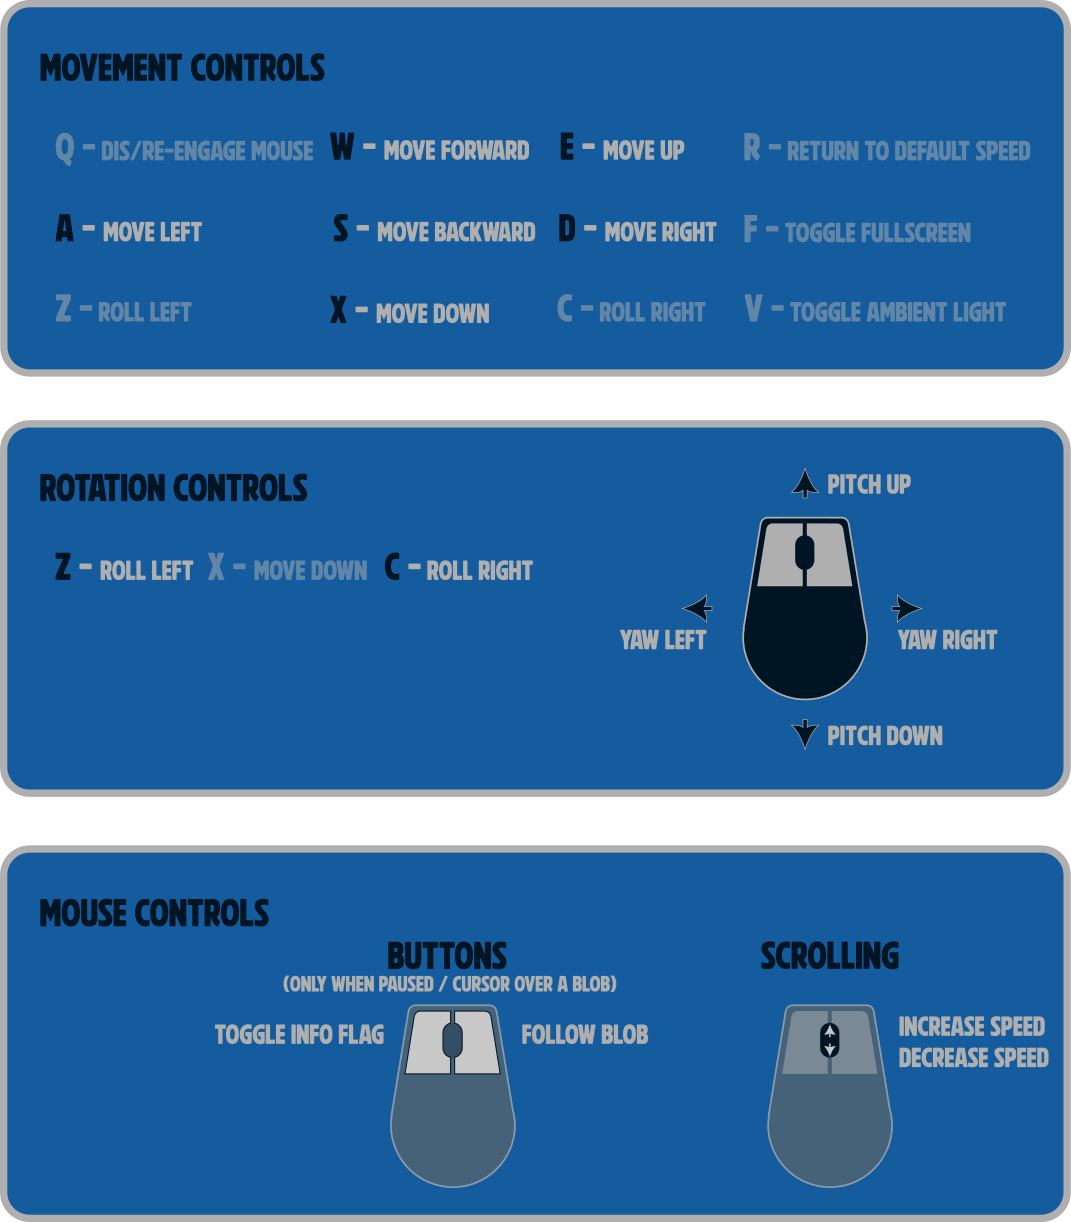 MOVEMENT CONTROLS
Q - DIS/RE-ENGAGE MOUSE W - MOVE FORWARD E - MOVE UP R - RETURN TO DEFAULT SPEED
A - MOVE LEFT S - MOVE BACKWARD D - MOVE RIGHT F - TOGGLE FULLSCREEN
Z - ROLL LEFT X - MOVE DOWN C - ROLL RIGHT V - TOGGLE AMBIENT LIGHT
ROTATION CONTROLS
Z - ROLL LEFT X - MOVE DOWN C - ROLL RIGHT
PITCH UP
YAW LEFT
YAW RIGHT
PITCH DOWN
MOUSE CONTROLS
BUTTONS
(ONLY WHEN PAUSED / CURSOR OVER A BLOB)
TOGGLE INFO FLAG
FOLLOW BLOB
SCROLLING
INCREASE SPEED
DECREASE SPEED